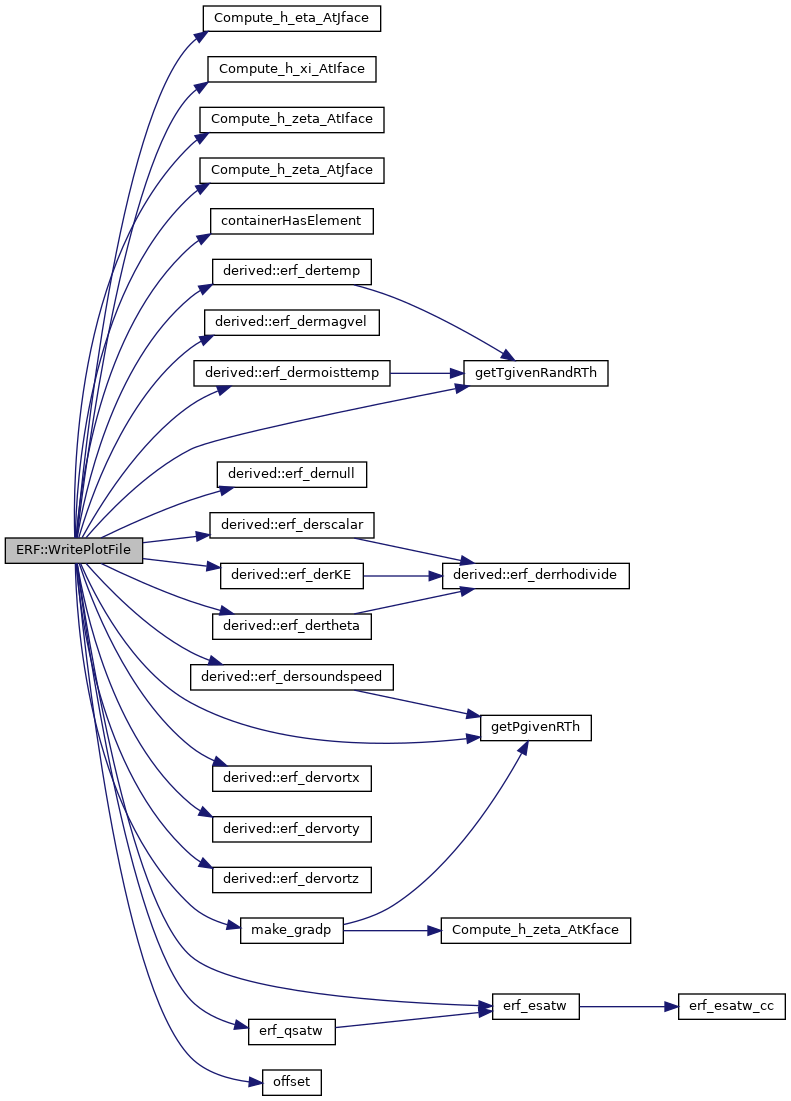 Compute_h_eta_AtJface
Compute_h_xi_AtIface
Compute_h_zeta_AtIface
Compute_h_zeta_AtJface
containerHasElement
derived::erf_dertemp
derived::erf_dermagvel
derived::erf_dermoisttemp
getTgivenRandRTh
derived::erf_dernull
derived::erf_derscalar
ERF::WritePlotFile
derived::erf_derKE
derived::erf_derrhodivide
derived::erf_dertheta
derived::erf_dersoundspeed
getPgivenRTh
derived::erf_dervortx
derived::erf_dervorty
derived::erf_dervortz
make_gradp
Compute_h_zeta_AtKface
erf_esatw
erf_esatw_cc
erf_qsatw
offset